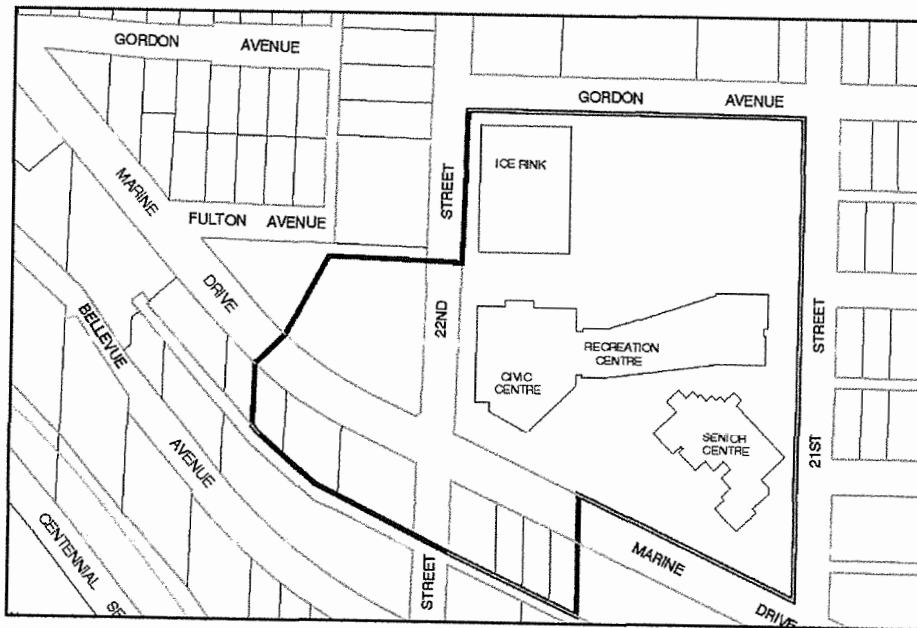 GORDON AVENUE
GORDON AVENUE
ICE RINK
MARINE
DRIVE
STREET
FULTON AVENUE
22ND
STREET
BELLEVUE
AVENUE
RECREATION
CENTRE
CIVIC
CENTRE
SENIOR
CENTRE
21ST
STREET
CENTENNIAL
MARINE
DRIVE